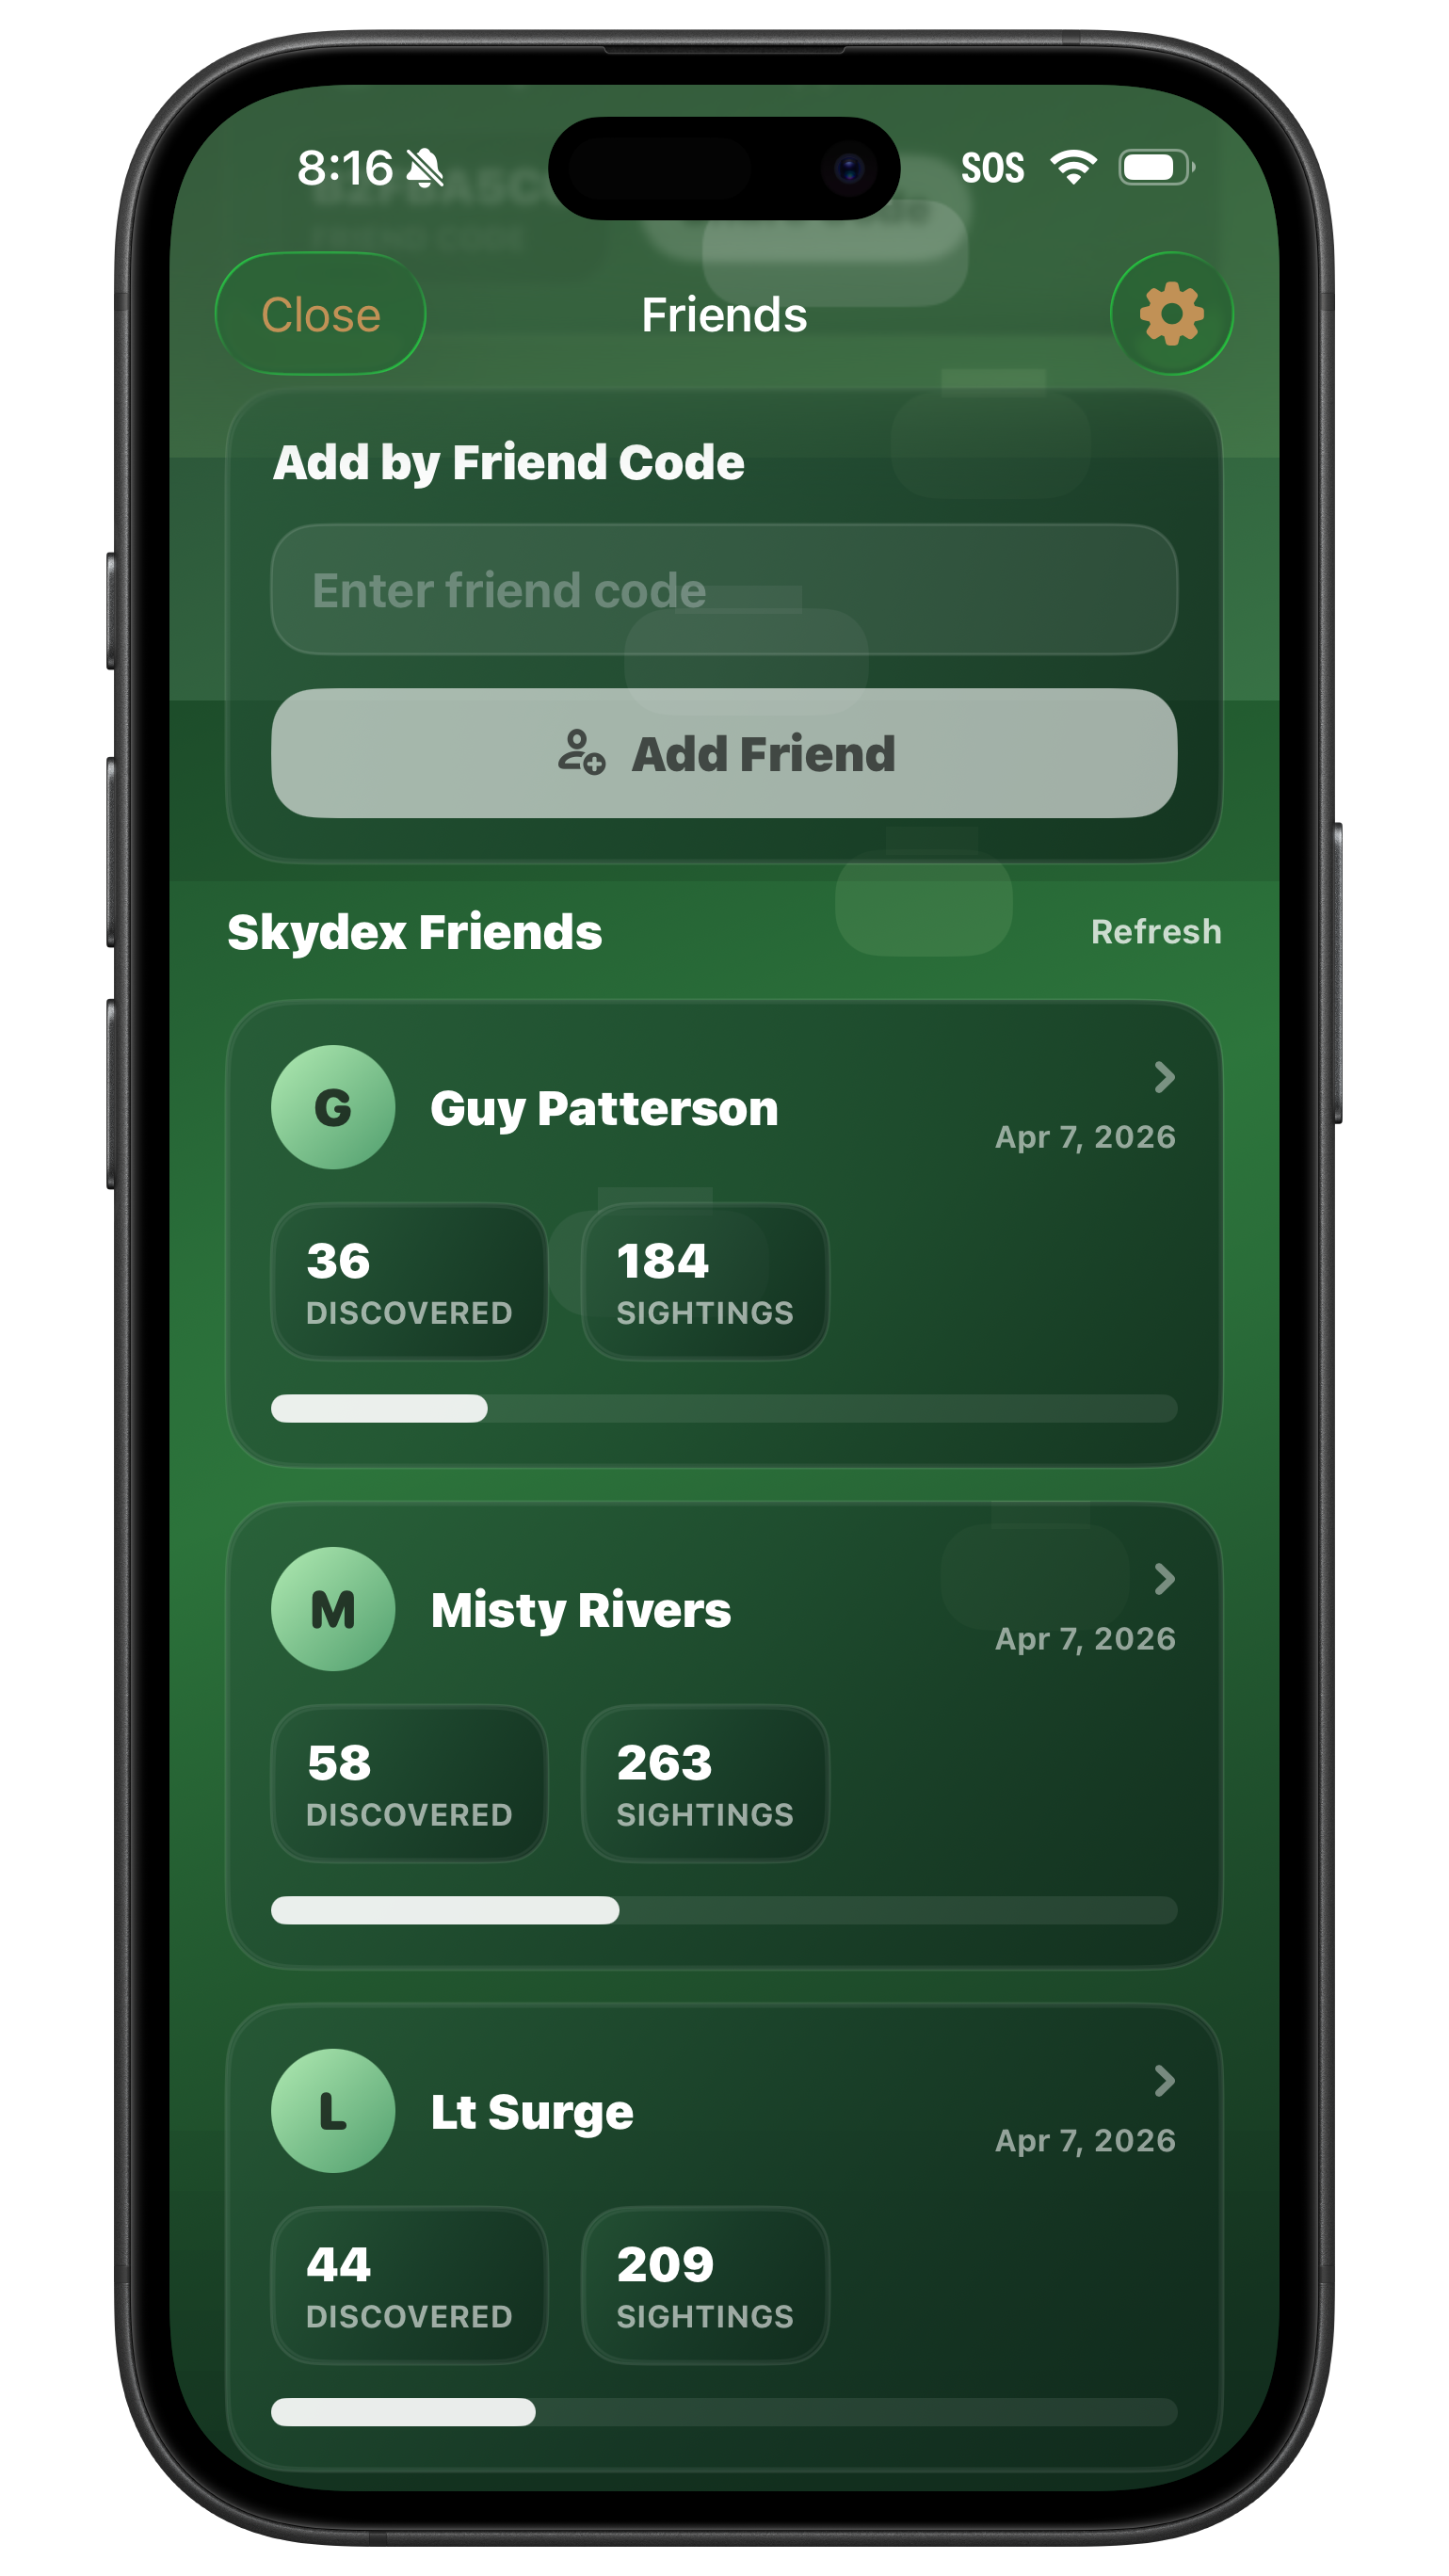 8:16
SOS
FRIEND CODE
Close
Friends
Add by Friend Code
Enter friend code
Add Friend
Skydex Friends
Refresh
G
Guy Patterson
Apr 7, 2026
36
184
DISCOVERED
SIGHTINGS
M
Misty Rivers
Apr 7, 2026
58
263
DISCOVERED
SIGHTINGS
L
Lt Surge
Apr 7, 2026
44
209
DISCOVERED
SIGHTINGS